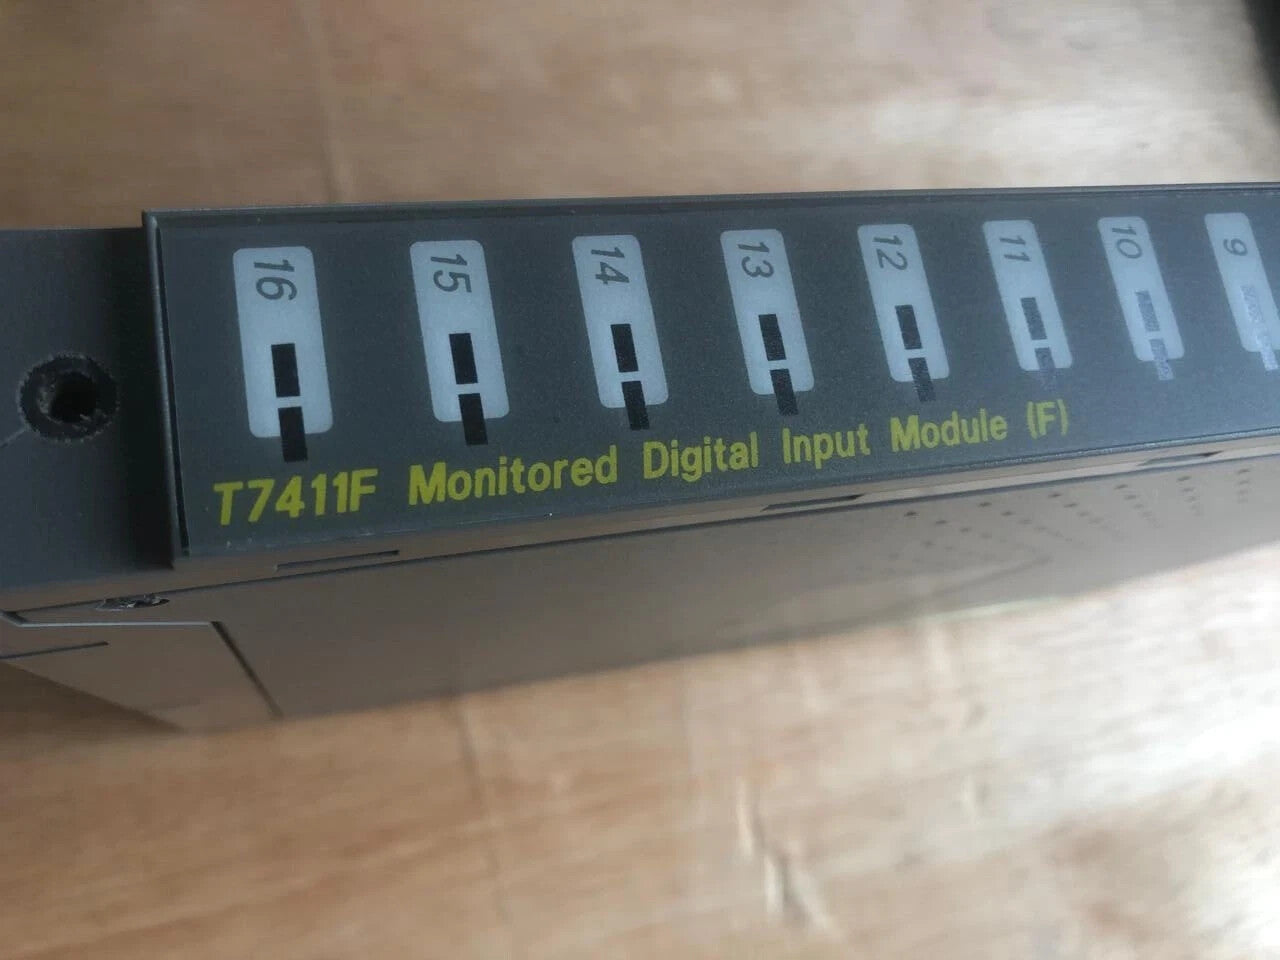 16 15 14 13 12 11 10 9
T7411F Monitored Digital Input Module (F)